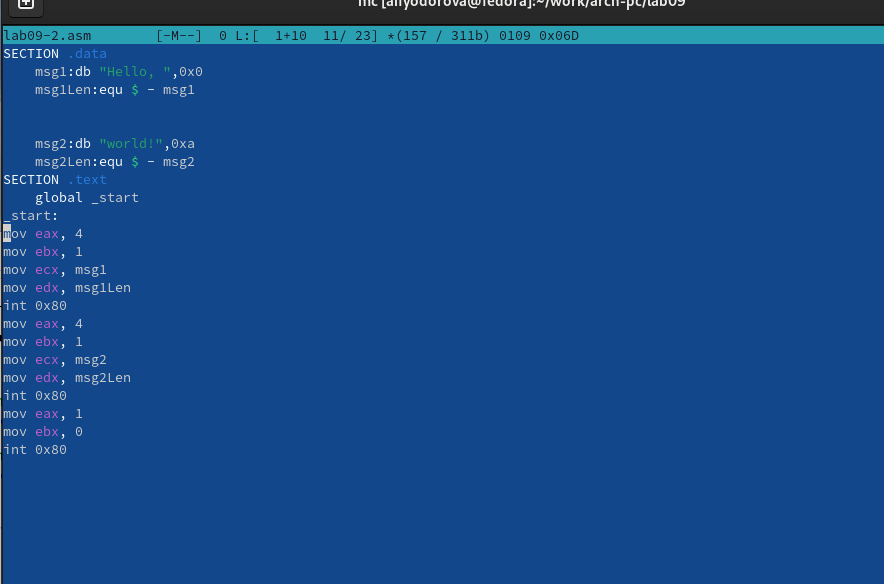 mc [aliyodorova@fedora]:~/work/arch-pc/lab09
lab09-2.asm [-M--] 0 L:[ 1+10 11/ 23] *(157 / 311b) 0109 0x06D
SECTION .data
msg1:db "Hello, ",0x0
msg1Len:equ $ - msg1
msg2:db "world!",0xa
msg2Len:equ $ - msg2
SECTION .text
global _start
_start:
mov eax, 4
mov ebx, 1
mov ecx, msg1
mov edx, msg1Len
int 0x80
mov eax, 4
mov ebx, 1
mov ecx, msg2
mov edx, msg2Len
int 0x80
mov eax, 1
mov ebx, 0
int 0x80